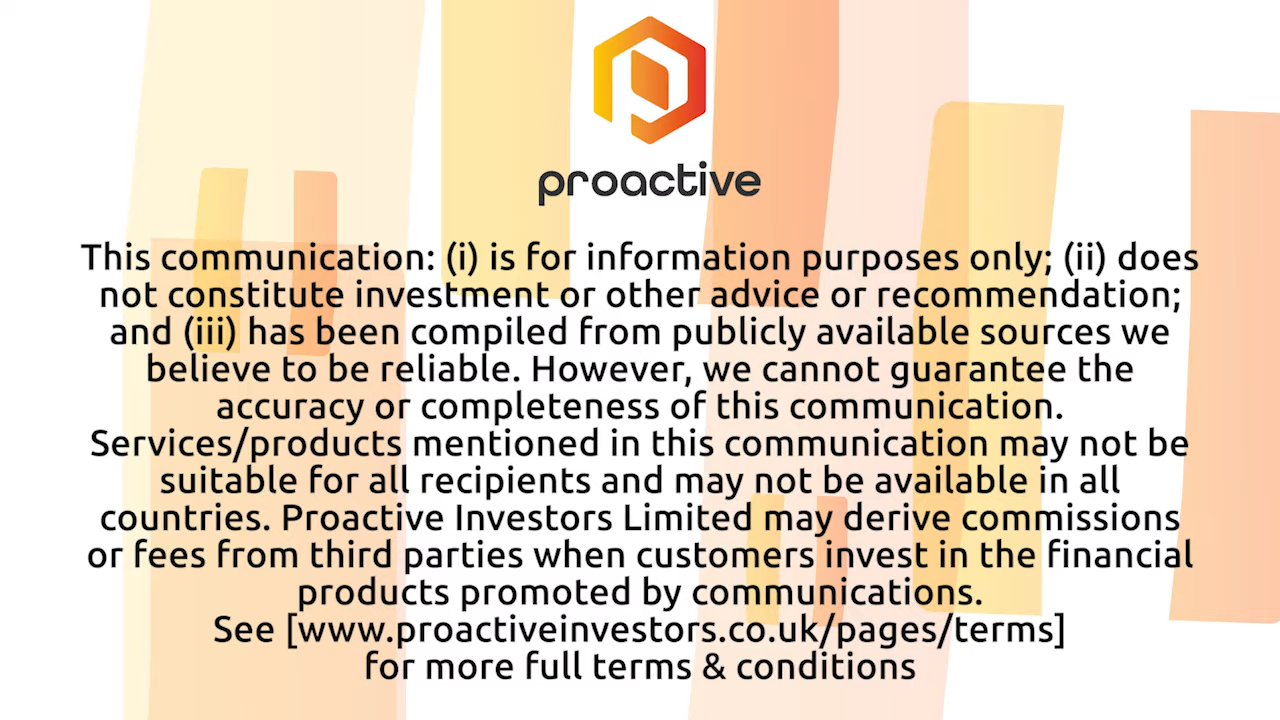 proactive
This communication: (i) is for information purposes only; (ii) does
not constitute investment or other advice or recommendation;
and (iii) has been compiled from publicly available sources we
believe to be reliable. However, we cannot guarantee the
accuracy or completeness of this communication.
Services/products mentioned in this communication may not be
suitable for all recipients and may not be available in all
countries. Proactive Investors Limited may derive commissions
or fees from third parties when customers invest in the financial
products promoted by communications.
See [www.proactiveinvestors.co.uk/pages/terms]
for more full terms & conditions